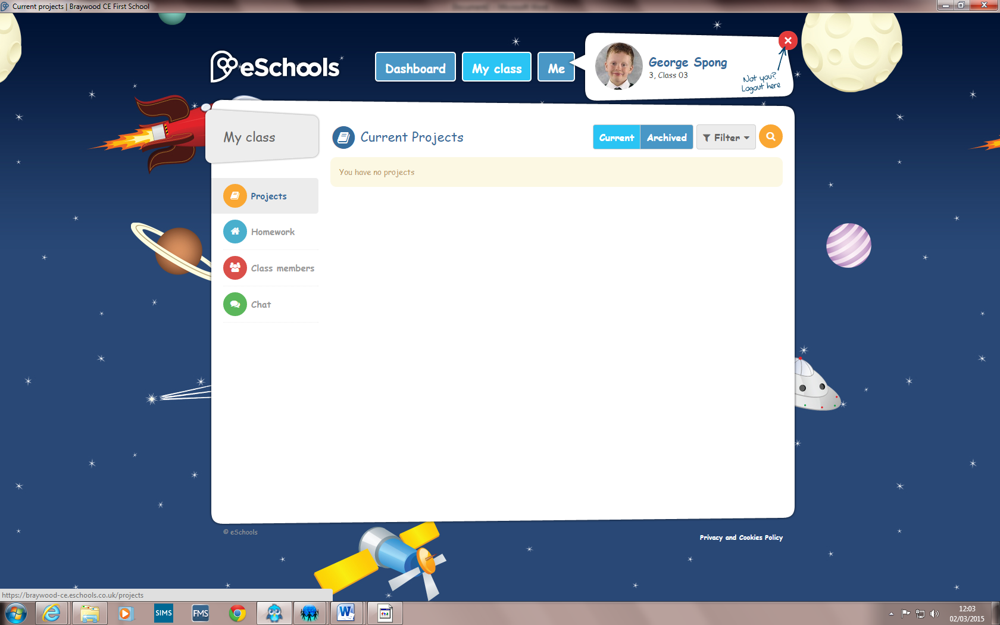 Current projects | Braywood CE First School
eSchools
Dashboard
My class
Me
George Spong
3, Class 03
Not you?
Logout here
My class
Current Projects
Current
Archived
Filter
You have no projects
Projects
Homework
Class members
Chat
© eSchools
Privacy and Cookies Policy
https://braywood-ce.eschools.co.uk/projects
SIMS
FMS
W
12:03
02/03/2015